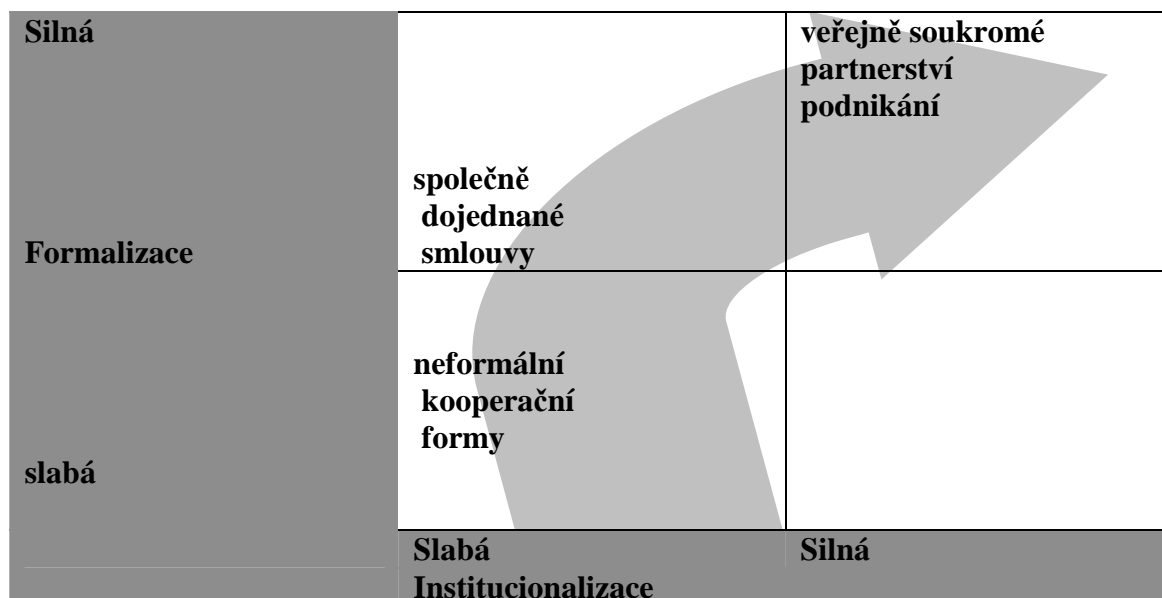 Silná
veřejně soukromé
partnerství
podnikání
společně
dojednané
smlouvy
Formalizace
neformální
kooperační
formy
slabá
Slabá
Silná
Institucionalizace